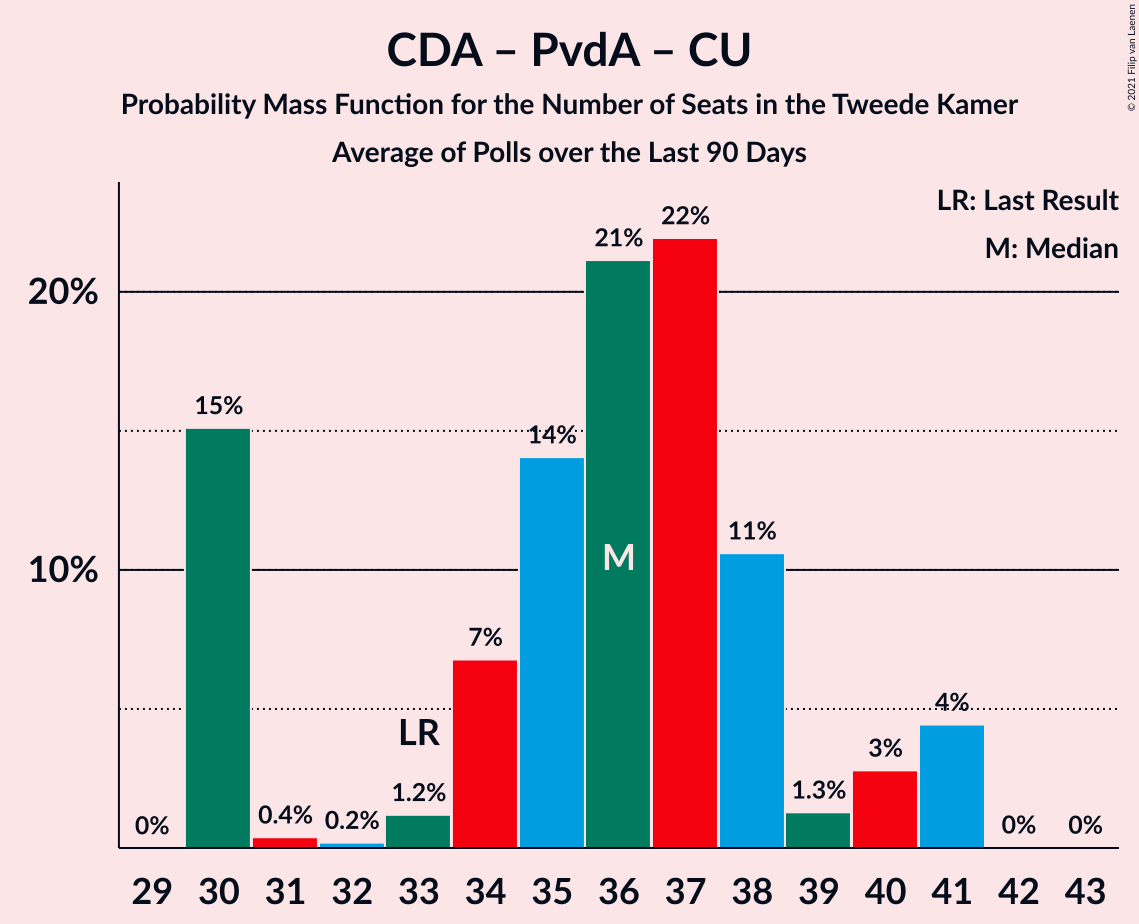 CDA – PvdA – CU
Probability Mass Function for the Number of Seats in the Tweede Kamer
Average of Polls over the Last 90 Days
© 2021 Filip van Laenen
LR: Last Result
M: Median
20%
10%
0%
15%
0.4%
0.2%
1.2%
LR
7%
14%
21%
M
22%
11%
1.3%
3%
4%
0%
0%
29 30 31 32 33 34 35 36 37 38 39 40 41 42 43